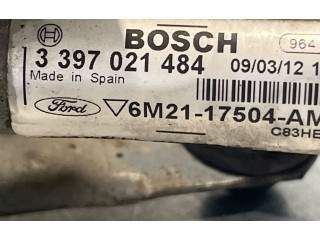 BOSCH 964
3 397 021 484 09/03/12 1
Made in Spain
Ford 6M21-17504-AM
C83HE